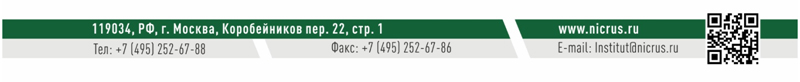 119034, РФ, г. Москва, Коробейников пер. 22, стр. 1 www.nicrus.ru
Тел: +7 (495) 252-67-88 Факс: +7 (495) 252-67-86 E-mail: Institut@nicrus.ru